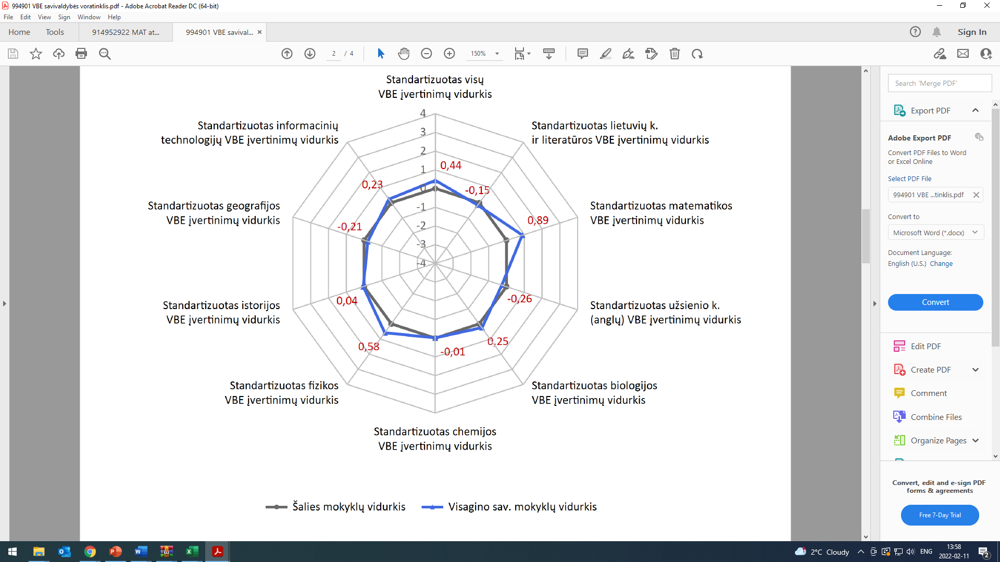 994901 VBE savivaldybės voratinklis.pdf - Adobe Acrobat Reader DC (64-bit)
File Edit View Sign Window Help
Home Tools 914952922 MAT at... 994901 VBE savival... Sign In
2 / 4 150%
Standartizuotas visų
VBE įvertinimų vidurkis
Standartizuotas informacinių
technologijų VBE įvertinimų vidurkis
Standartizuotas lietuvių k.
ir literatūros VBE įvertinimų vidurkis
4
3
2
1
0
-1
-2
-3
-4
0,44
-0,15
0,23
Standartizuotas geografijos
VBE įvertinimų vidurkis
-0,21
0,89
Standartizuotas matematikos
VBE įvertinimų vidurkis
Standartizuotas istorijos
VBE įvertinimų vidurkis
0,04
-0,26
Standartizuotas užsienio k.
(anglų) VBE įvertinimų vidurkis
0,58
-0,01
0,25
Standartizuotas fizikos
VBE įvertinimų vidurkis
Standartizuotas biologijos
VBE įvertinimų vidurkis
Standartizuotas chemijos
VBE įvertinimų vidurkis
Šalies mokyklų vidurkis Visagino sav. mokyklų vidurkis
Search 'Merge PDF'
Export PDF
Adobe Export PDF
Convert PDF Files to Word
or Excel Online
Select PDF File
994901 VBE ...tinklis.pdf
Convert to
Microsoft Word (*.docx)
Document Language:
English (U.S.) Change
Convert
Edit PDF
Create PDF
Comment
Combine Files
Organize Pages
Convert, edit and e-sign PDF
forms & agreements
Free 7-Day Trial
2°C Cloudy ENG 13:58
2022-02-11
2